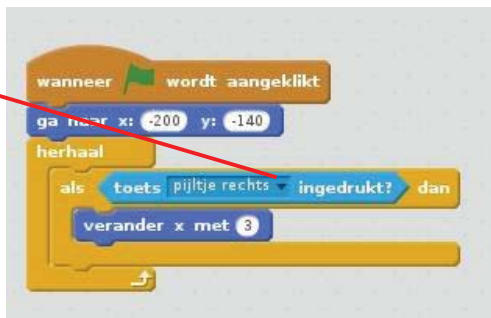 wanneer wordt aangeklikt
ga naar x: -200 y: -140
herhaal
als toets pijltje rechts ingedrukt? dan
verander x met 3